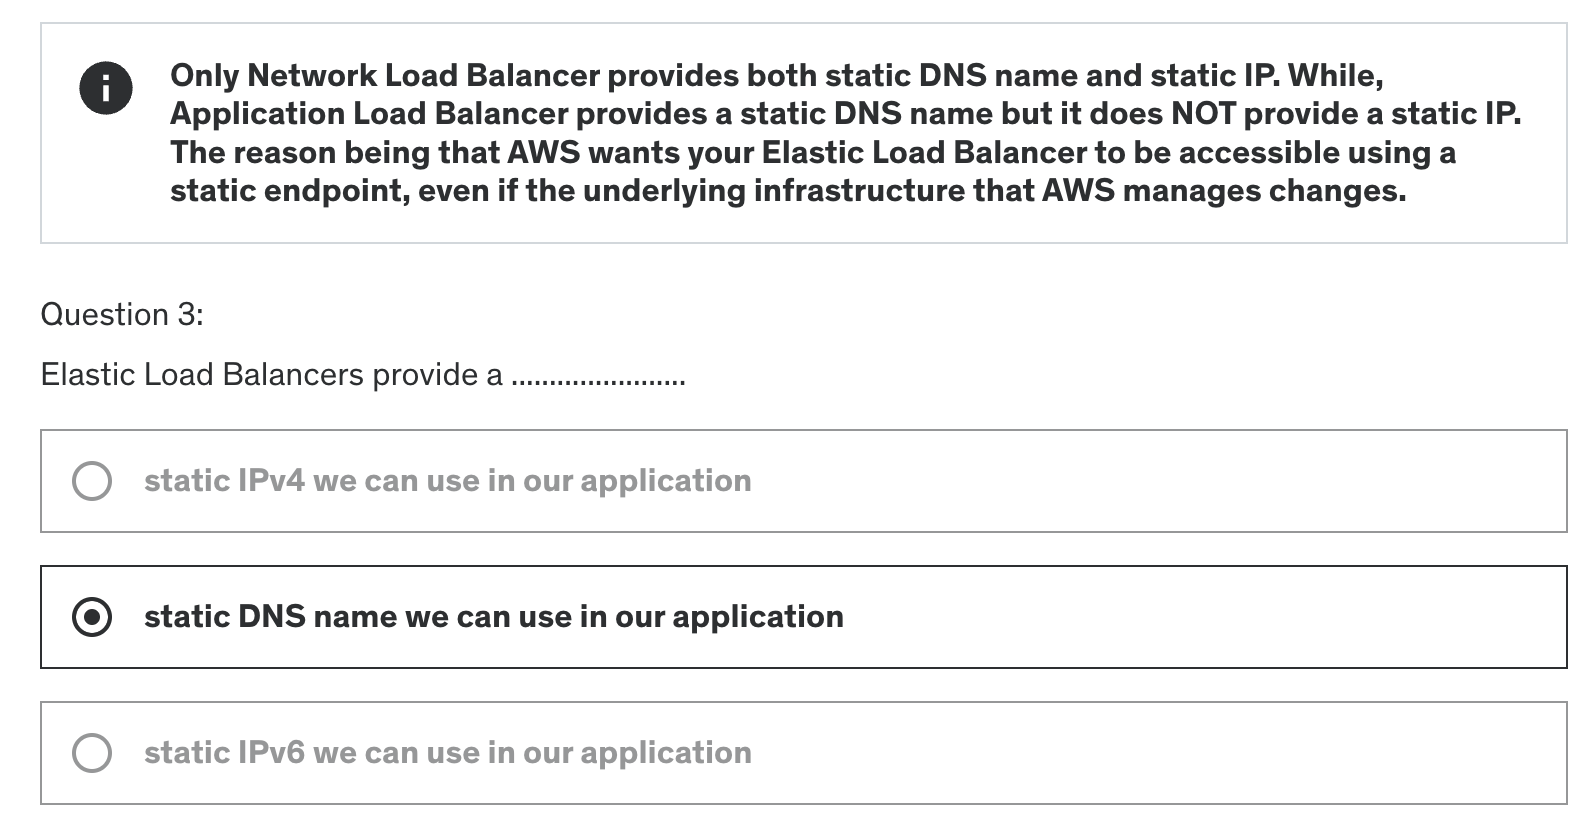 Only Network Load Balancer provides both static DNS name and static IP. While,
Application Load Balancer provides a static DNS name but it does NOT provide a static IP.
The reason being that AWS wants your Elastic Load Balancer to be accessible using a
static endpoint, even if the underlying infrastructure that AWS manages changes.
Question 3:
Elastic Load Balancers provide a .......................
static IPv4 we can use in our application
static DNS name we can use in our application
static IPv6 we can use in our application